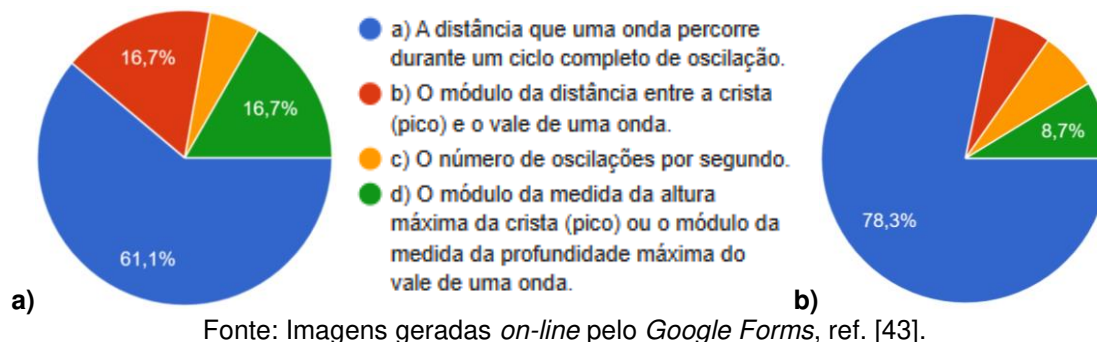 16,7%
16,7%
61,1%
a)
a) A distância que uma onda percorre
durante um ciclo completo de oscilação.
b) O módulo da distância entre a crista
(pico) e o vale de uma onda.
c) O número de oscilações por segundo.
d) O módulo da medida da altura
máxima da crista (pico) ou o módulo da
medida da profundidade máxima do
vale de uma onda.
8,7%
78,3%
b)
Fonte: Imagens geradas on-line pelo Google Forms, ref. [43].